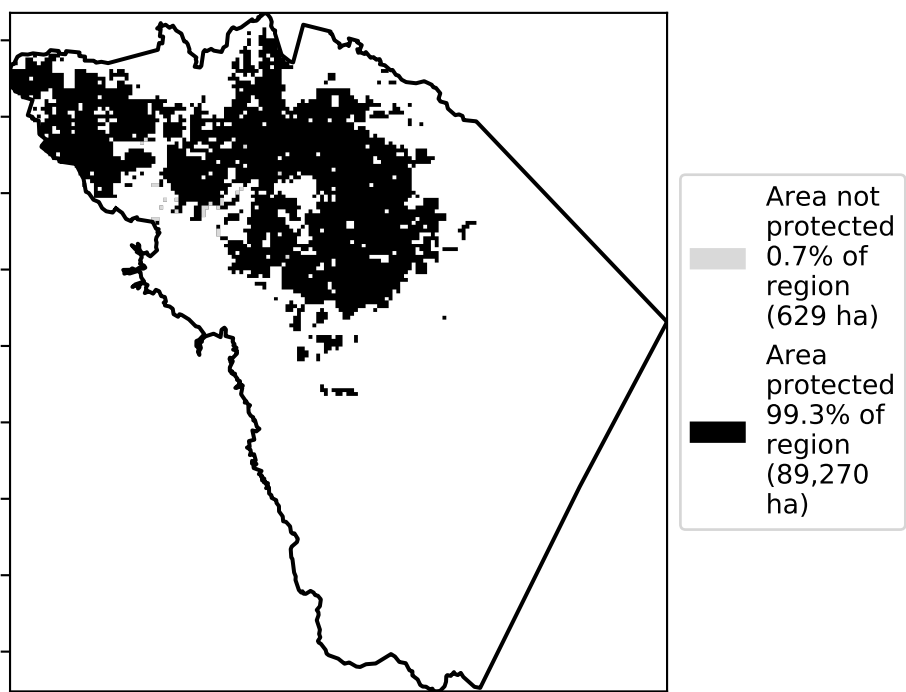 Area not
protected
0.7% of
region
(629 ha)
Area
protected
99.3% of
region
(89,270
ha)